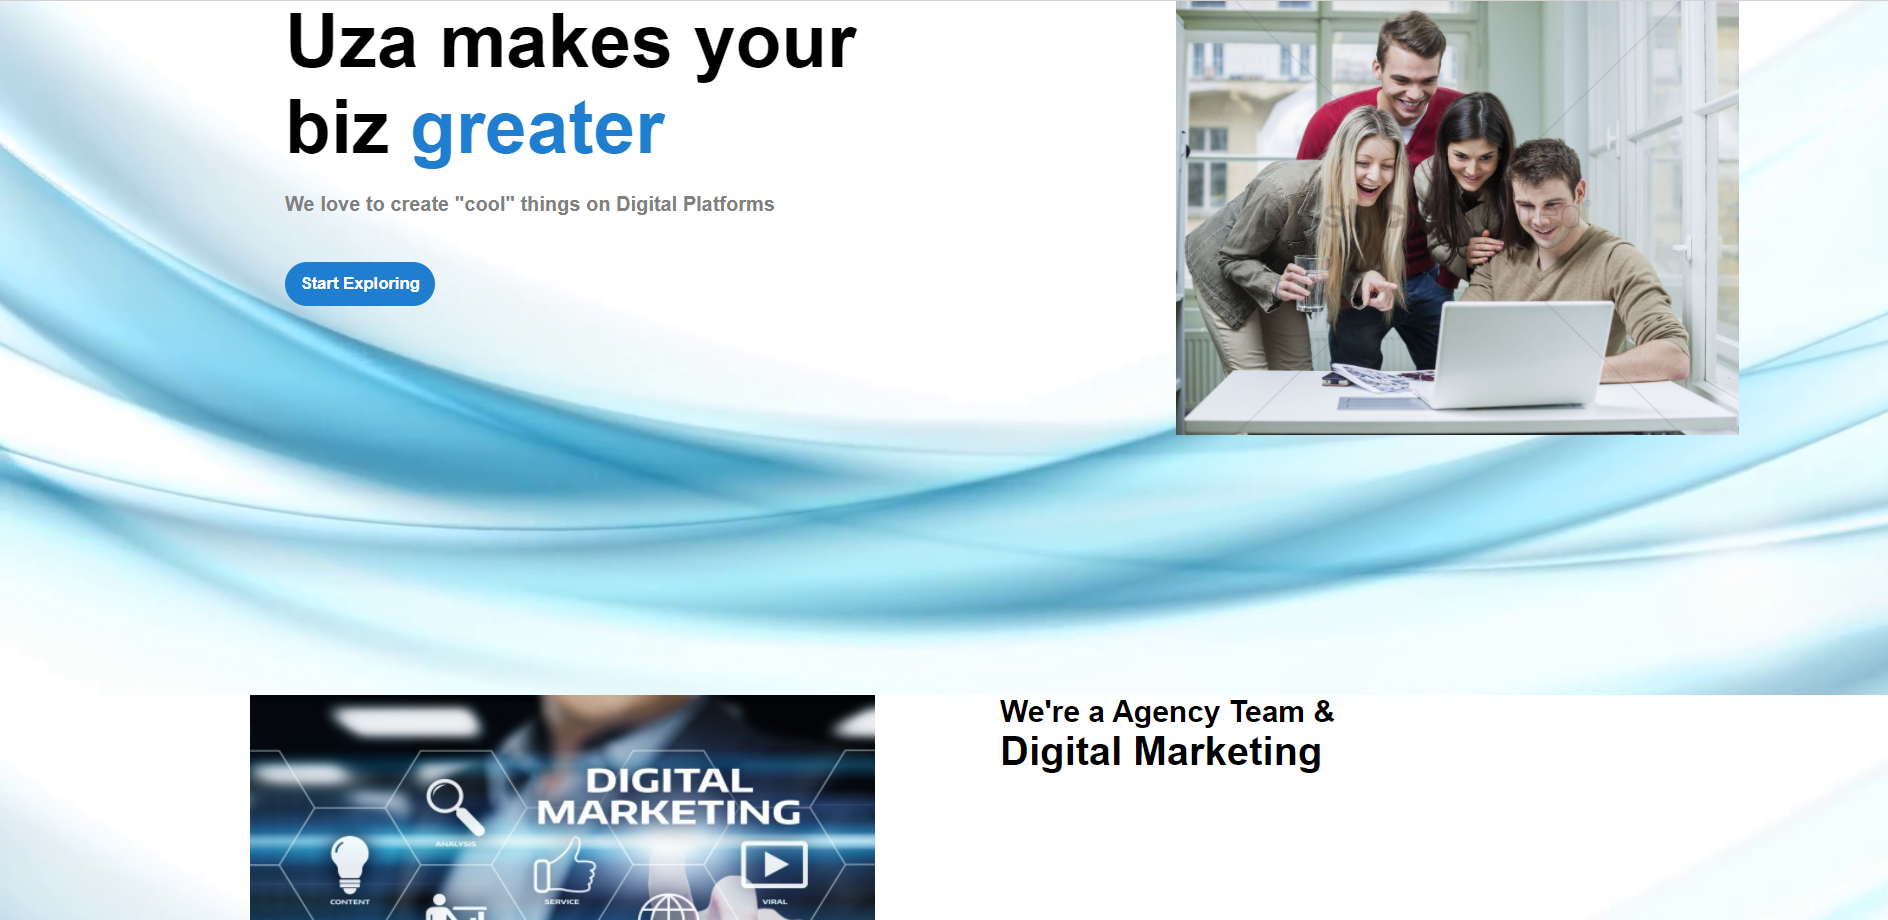 Uza makes your
biz greater
We love to create "cool" things on Digital Platforms
Start Exploring
We're a Agency Team &
Digital Marketing
DIGITAL
MARKETING
ANALYSIS
CONTENT
SERVICE
VIRAL